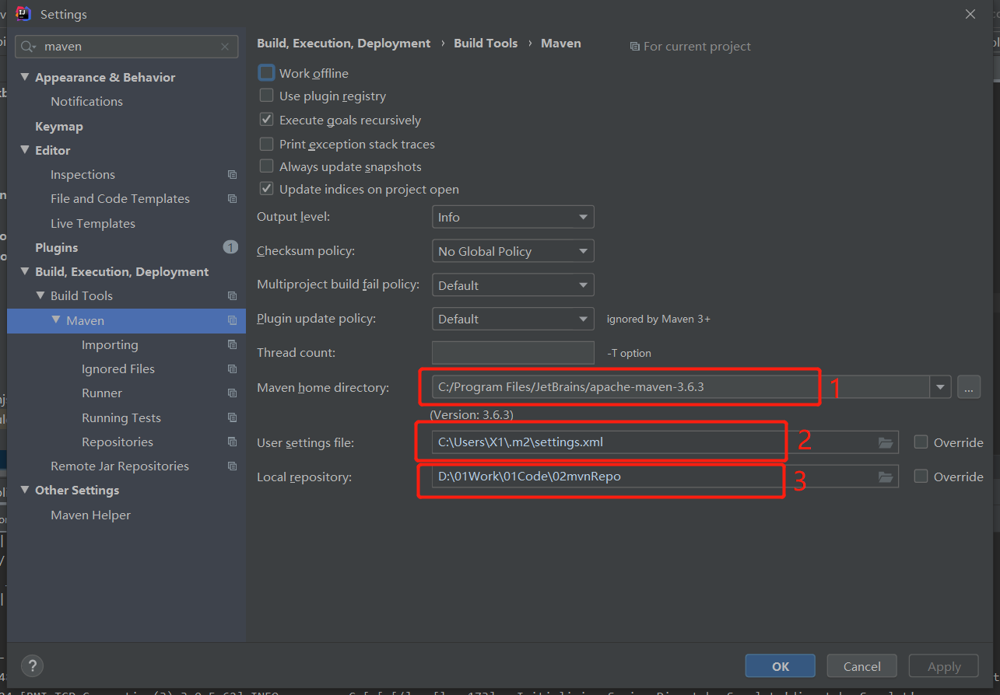 Settings
maven
Build, Execution, Deployment › Build Tools › Maven For current project
Appearance & Behavior
Notifications
Keymap
Editor
Inspections
File and Code Templates
Live Templates
Plugins 1
Build, Execution, Deployment
Build Tools
Maven
Importing
Ignored Files
Runner
Running Tests
Repositories
Remote Jar Repositories
Other Settings
Maven Helper
Work offline
Use plugin registry
Execute goals recursively
Print exception stack traces
Always update snapshots
Update indices on project open
Output level: Info
Checksum policy: No Global Policy
Multiproject build fail policy: Default
Plugin update policy: Default ignored by Maven 3+
Thread count: -T option
Maven home directory: C:/Program Files/JetBrains/apache-maven-3.6.3 1 ...
(Version: 3.6.3)
User settings file: C:\Users\X1\.m2\settings.xml 2 Override
Local repository: D:\01Work\01Code\02mvnRepo 3 Override
? OK Cancel Apply